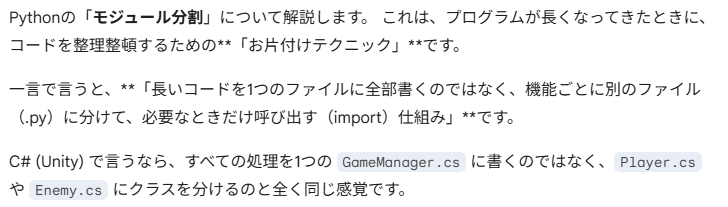 Pythonの「モジュール分割」について解説します。 これは、プログラムが長くなってきたときに、
コードを整理整頓するための**「お片付けテクニック」**です。
一言で言うと、**「長いコードを1つのファイルに全部書くのではなく、機能ごとに別のファイル
（.py）に分けて、必要なときだけ呼び出す（import）仕組み」**です。
C# (Unity) で言うなら、すべての処理を1つの GameManager.cs に書くのではなく、 Player.cs
や Enemy.cs にクラスを分けるのと全く同じ感覚です。